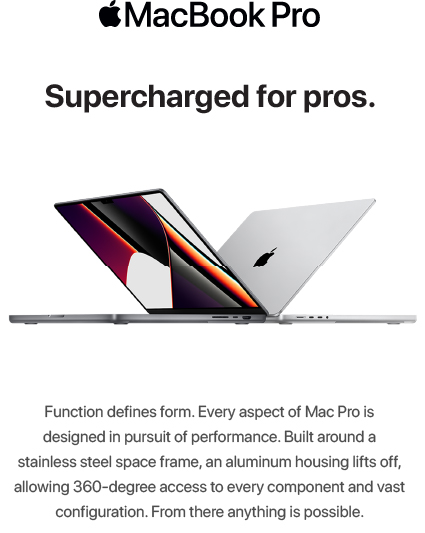 MacBook Pro
Supercharged for pros.
Function defines form. Every aspect of Mac Pro is
designed in pursuit of performance. Built around a
stainless steel space frame, an aluminum housing lifts off,
allowing 360-degree access to every component and vast
configuration. From there anything is possible.